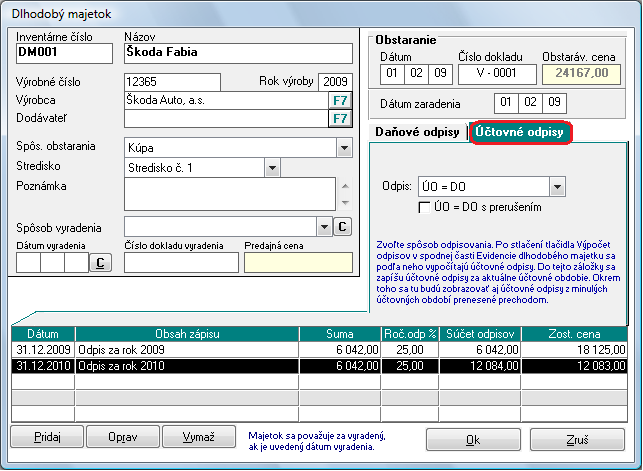 Dlhodobý majetok
Inventárne číslo Názov
DM001 Škoda Fabia
Výrobné číslo 12365 Rok výroby 2009
Výrobca Škoda Auto, a.s. F7
Dodávateľ F7
Spôs. obstarania Kúpa
Stredisko Stredisko č. 1
Poznámka
Spôsob vyradenia C
Dátum vyradenia Číslo dokladu vyradenia Predajná cena
C
Obstaranie
Dátum Číslo dokladu Obstaráv. cena
01 02 09 V - 0001 24167,00
Dátum zaradenia 01 02 09
Daňové odpisy Účtovné odpisy
Odpis: ÚO = DO
ÚO = DO s prerušením
Zvoľte spôsob odpisovania. Po stlačení tlačidla Výpočet
odpisov v spodnej časti Evidencie dlhodobého majetku sa
podľa neho vypočítajú účtovné odpisy. Do tejto záložky sa
zapíšu účtovné odpisy za aktuálne účtovné obdobie. Okrem
toho sa tu budú zobrazovať aj účtovné odpisy z minulých
účtovných období prenesené prechodom.
Dátum Obsah zápisu Suma Roč.odp % Súčet odpisov Zost. cena
31.12.2009 Odpis za rok 2009 6 042,00 25,00 6 042,00 18 125,00
31.12.2010 Odpis za rok 2010 6 042,00 25,00 12 084,00 12 083,00
Pridaj Oprav Vymaž
Majetok sa považuje za vyradený,
ak je uvedený dátum vyradenia.
Ok Zruš